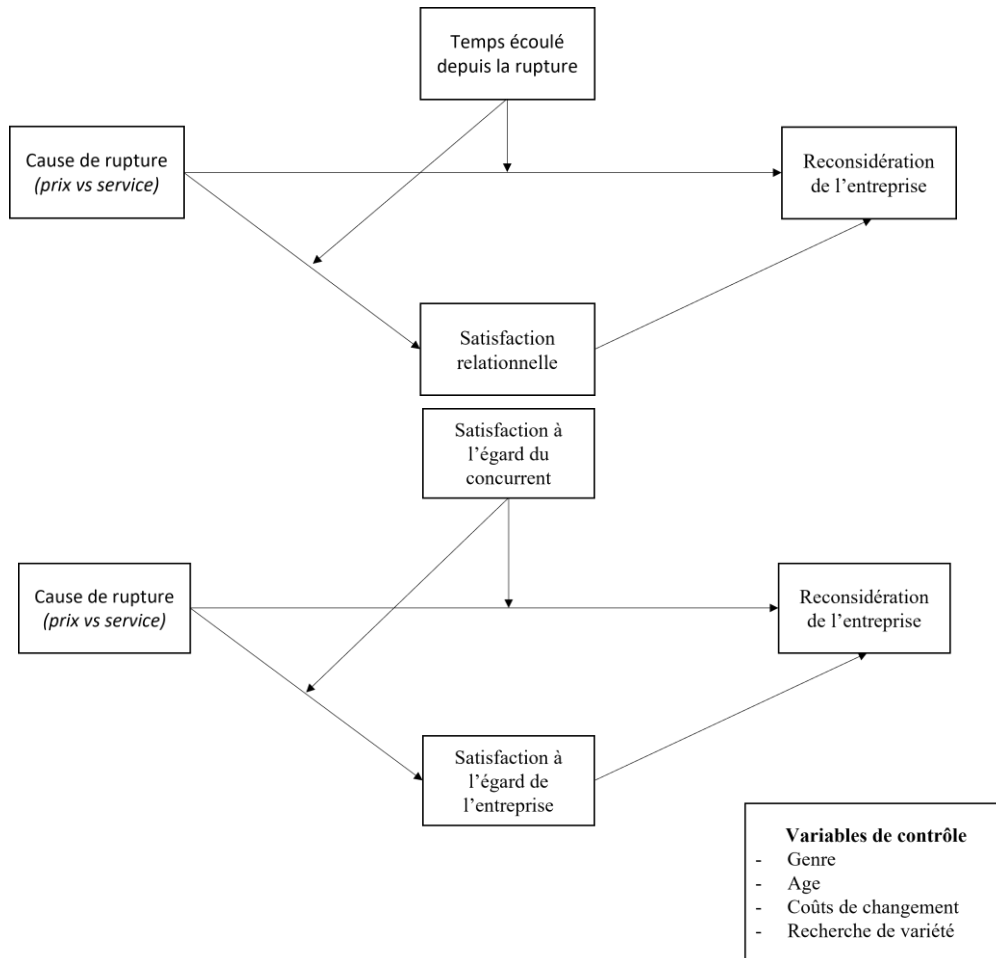 Temps écoulé
depuis la rupture
Cause de rupture
(prix vs service)
Reconsidération
de l’entreprise
Satisfaction
relationnelle
Satisfaction à
l’égard du
concurrent
Cause de rupture
(prix vs service)
Reconsidération
de l’entreprise
Satisfaction à
l’égard de
l’entreprise
Variables de contrôle
- Genre
- Age
- Coûts de changement
- Recherche de variété